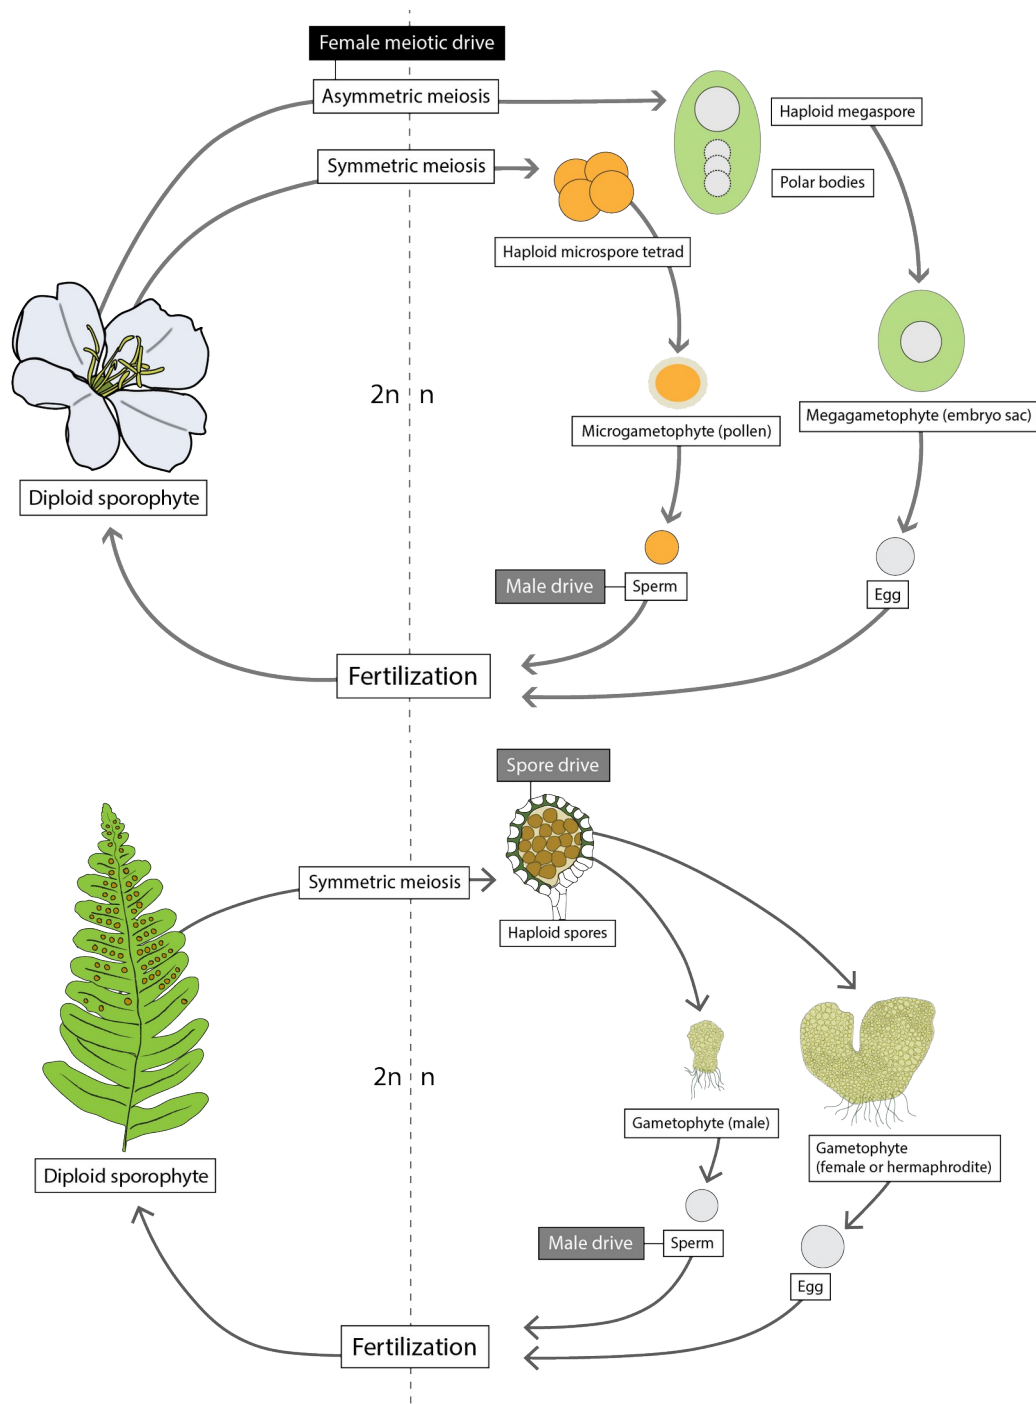 Female meiotic drive
Asymmetric meiosis
Haploid megaspore
Symmetric meiosis
Polar bodies
Haploid microspore tetrad
2n n
Microgametophyte (pollen)
Megagametophyte (embryo sac)
Diploid sporophyte
Male drive
Sperm
Egg
Fertilization
Spore drive
Symmetric meiosis
Haploid spores
2n n
Gametophyte (male)
Gametophyte
(female or hermaphrodite)
Diploid sporophyte
Male drive
Sperm
Egg
Fertilization